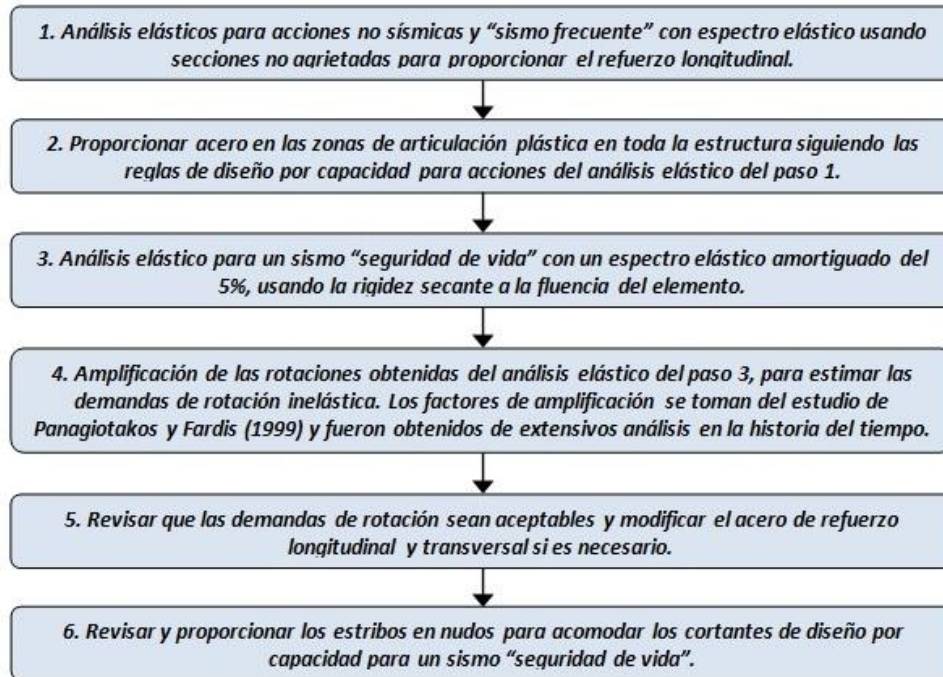 1. Análisis elásticos para acciones no sísmicas y “sismo frecuente” con espectro elástico usando
secciones no agrietadas para proporcionar el refuerzo longitudinal.
2. Proporcionar acero en las zonas de articulación plástica en toda la estructura siguiendo las
reglas de diseño por capacidad para acciones del análisis elástico del paso 1.
3. Análisis elástico para un sismo “seguridad de vida” con un espectro elástico amortiguado del
5%, usando la rigidez secante a la fluencia del elemento.
4. Amplificación de las rotaciones obtenidas del análisis elástico del paso 3, para estimar las
demandas de rotación inelástica. Los factores de amplificación se toman del estudio de
Panagiotakos y Fardis (1999) y fueron obtenidos de extensivos análisis en la historia del tiempo.
5. Revisar que las demandas de rotación sean aceptables y modificar el acero de refuerzo
longitudinal y transversal si es necesario.
6. Revisar y proporcionar los estribos en nudos para acomodar los cortantes de diseño por
capacidad para un sismo “seguridad de vida”.